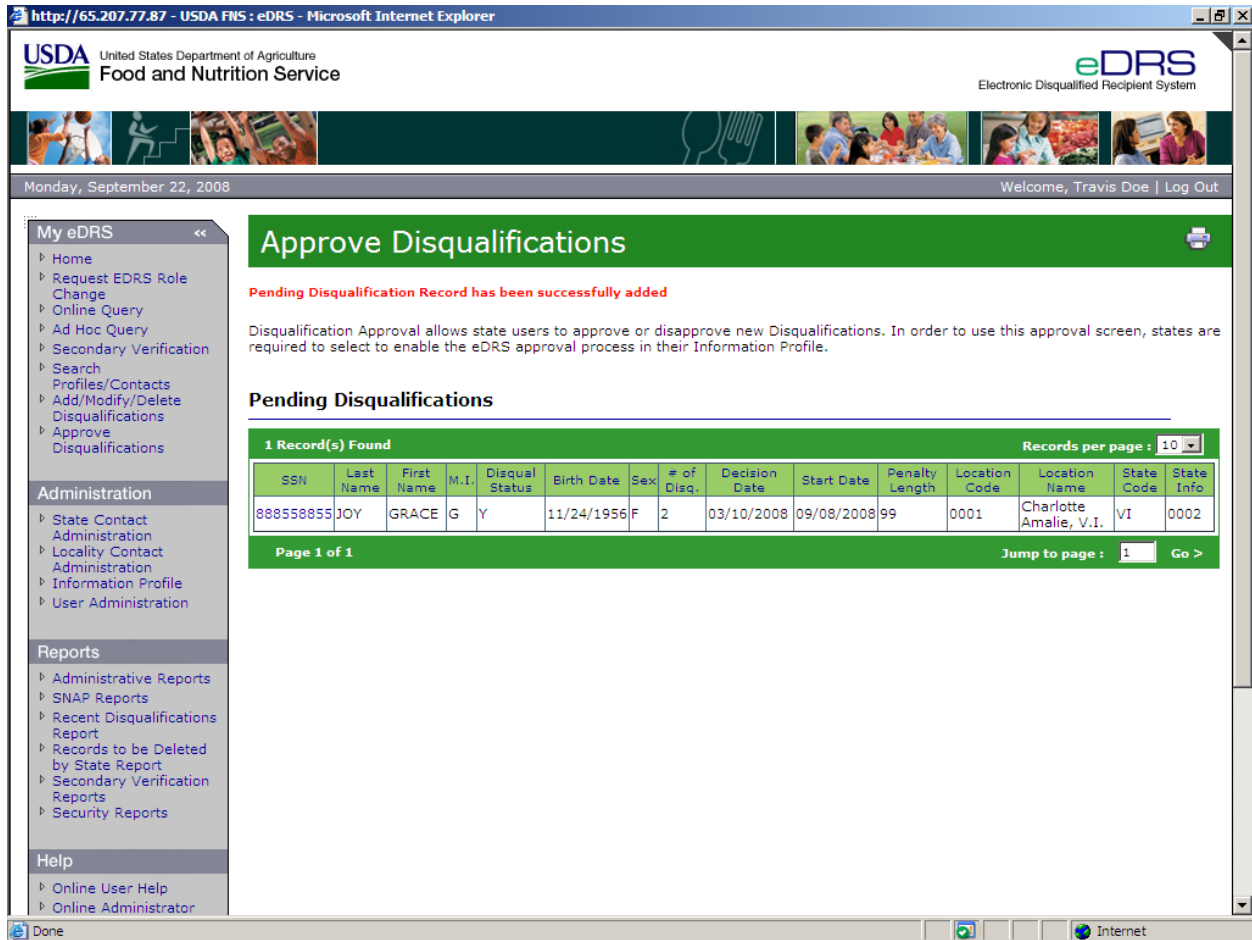 http://65.207.77.87 - USDA FNS : eDRS - Microsoft Internet Explorer
USDA
United States Department of Agriculture
Food and Nutrition Service
eDRS
Electronic Disqualified Recipient System
Monday, September 22, 2008
Welcome, Travis Doe | Log Out
My eDRS <<
Home
Request EDRS Role
Change
Online Query
Ad Hoc Query
Secondary Verification
Search
Profiles/Contacts
Add/Modify/Delete
Disqualifications
Approve
Disqualifications
Administration
State Contact
Administration
Locality Contact
Administration
Information Profile
User Administration
Reports
Administrative Reports
SNAP Reports
Recent Disqualifications
Report
Records to be Deleted
by State Report
Secondary Verification
Reports
Security Reports
Help
Online User Help
Online Administrator
Approve Disqualifications
Pending Disqualification Record has been successfully added
Disqualification Approval allows state users to approve or disapprove new Disqualifications. In order to use this approval screen, states are
required to select to enable the eDRS approval process in their Information Profile.
Pending Disqualifications
1 Record(s) Found Records per page : 10
SSN Last Name First Name M.I. Disqual Status Birth Date Sex # of Disq. Decision Date Start Date Penalty Length Location Code Location Name State Code State Info
888558855 JOY GRACE G Y 11/24/1956 F 2 03/10/2008 09/08/2008 99 0001 Charlotte Amalie, V.I. VI 0002
Page 1 of 1 Jump to page : 1 Go >
Done Internet